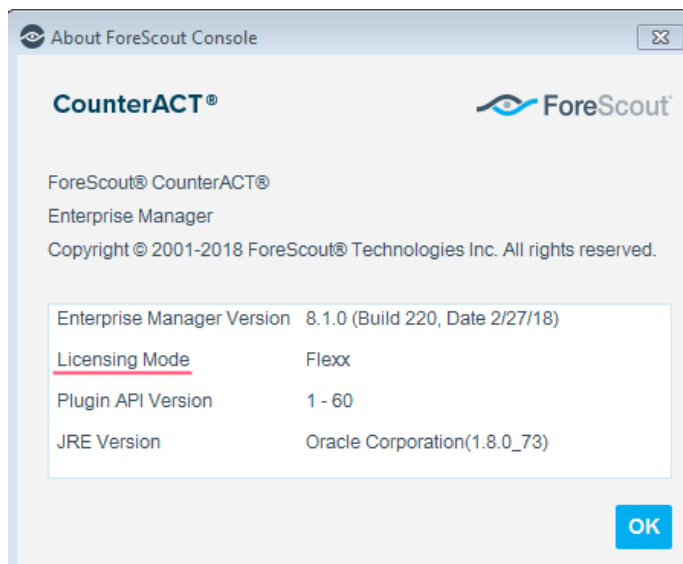 About ForeScout Console
CounterACT® ForeScout
ForeScout® CounterACT®
Enterprise Manager
Copyright © 2001-2018 ForeScout® Technologies Inc. All rights reserved.
Enterprise Manager Version 8.1.0 (Build 220, Date 2/27/18)
Licensing Mode Flexx
Plugin API Version 1 - 60
JRE Version Oracle Corporation(1.8.0_73)
OK